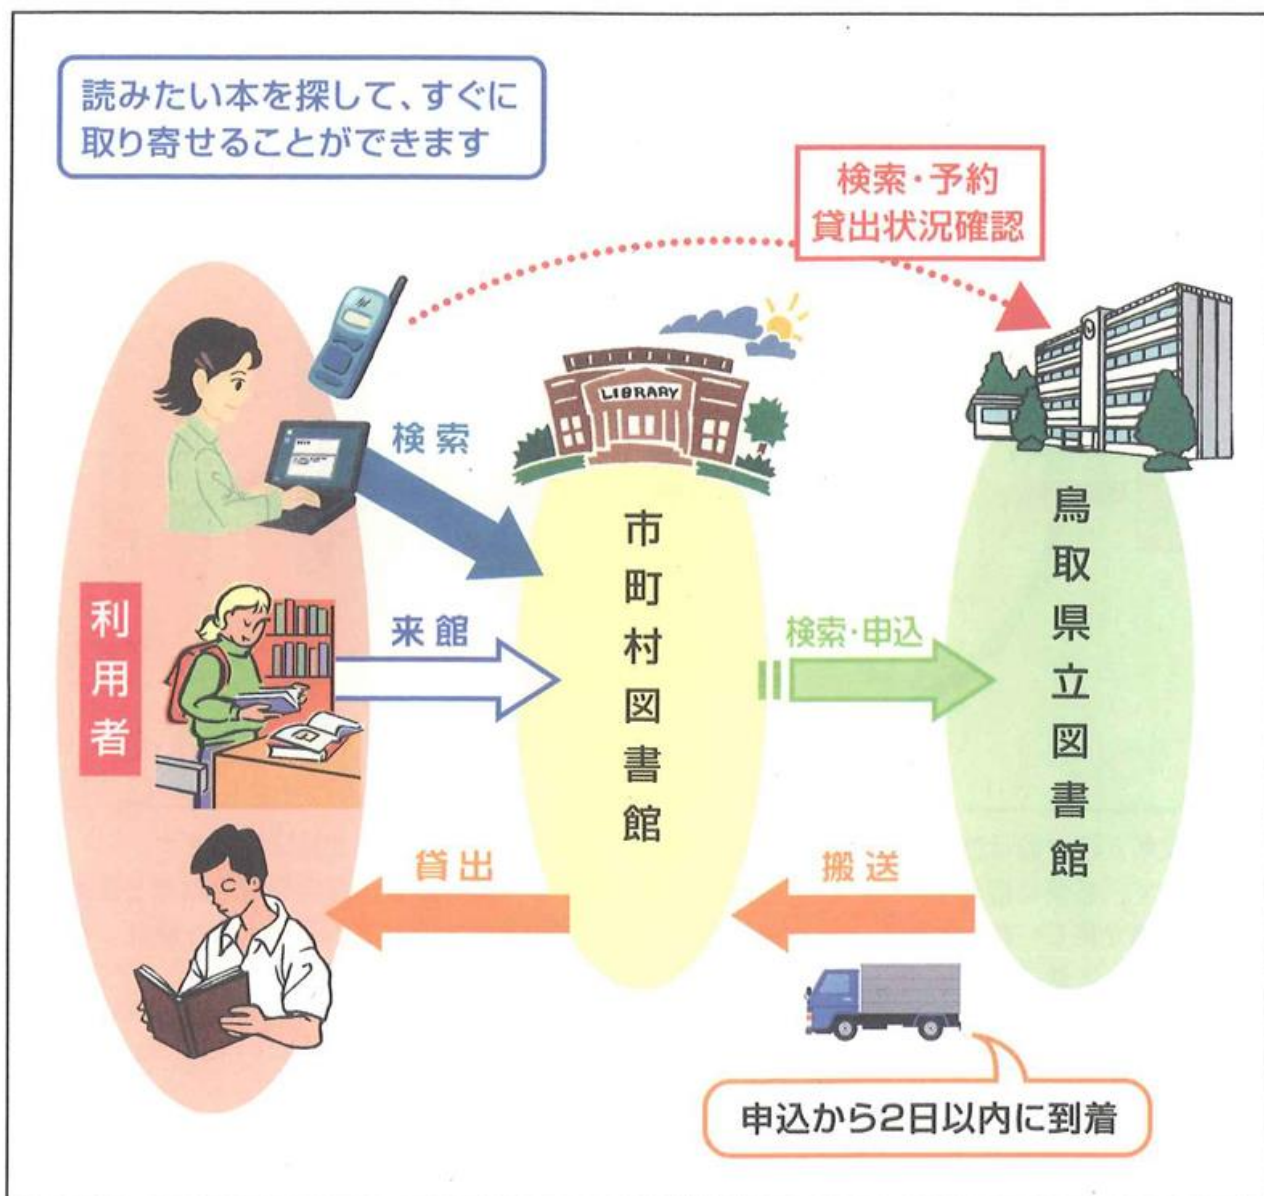 読みたい本を探して、すぐに
取り寄せることができます
検索・予約
貸出状況確認
LIBRARY
検索
利用者
来館
市町村図書館
検索・申込
鳥取県立図書館
貸出
搬送
申込から2日以内に到着